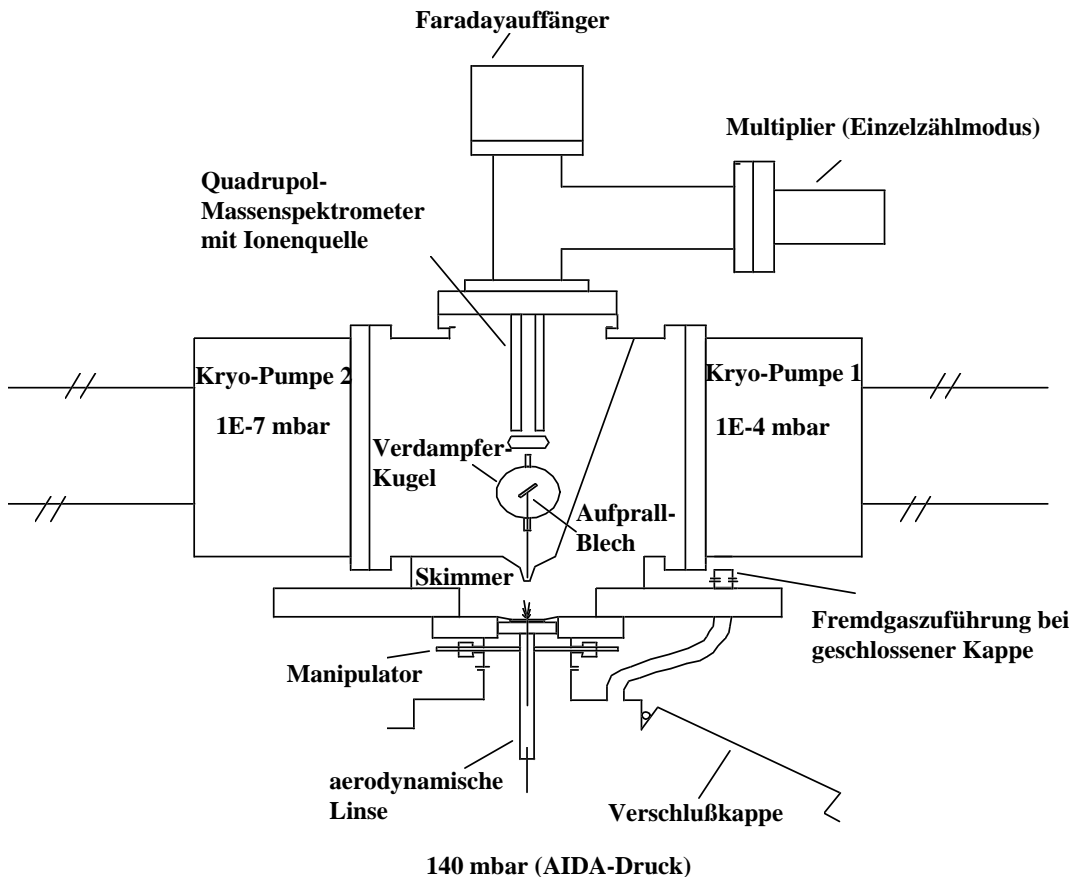 Faradayauffänger
Multiplier (Einzelzählmodus)
Quadrupol-
Massenspektrometer
mit Ionenquelle
Kryo-Pumpe 2
1E-7 mbar
Kryo-Pumpe 1
1E-4 mbar
Verdampfer-
Kugel
Aufprall-
Blech
Skimmer
Fremdgaszuführung bei
geschlossener Kappe
Manipulator
aerodynamische
Linse
Verschlußkappe
140 mbar (AIDA-Druck)